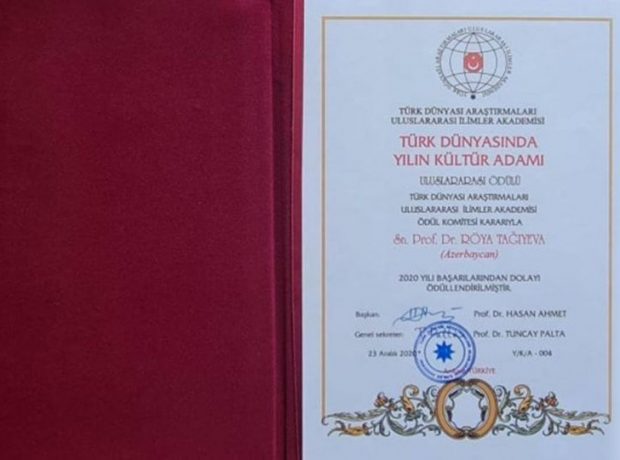 TÜRK DÜNYASI ARAŞTIRMALARI
ULUSLARARASI İLİMLER AKADEMİSİ
TÜRK DÜNYASINDA
YILIN KÜLTÜR ADAMI
ULUSLARARASI ÖDÜLÜ
TÜRK DÜNYASI ARAŞTIRMALARI
ULUSLARARASI İLİMLER AKADEMİSİ
ÖDÜL KOMİTESİ KARARIYLA
Sn. Prof. Dr. RÖYA TAĞIYEVA
(Azerbaycan)
2020 YILI BAŞARILARINDAN DOLAYI
ÖDÜLLENDİRİLMİŞTİR
Başkan: Prof. Dr. HASAN AHMET
Genel sekreter: Prof. Dr. TUNCAY PALTA
23 Aralık 2020 Y/K/A - 004
TÜRKİYE